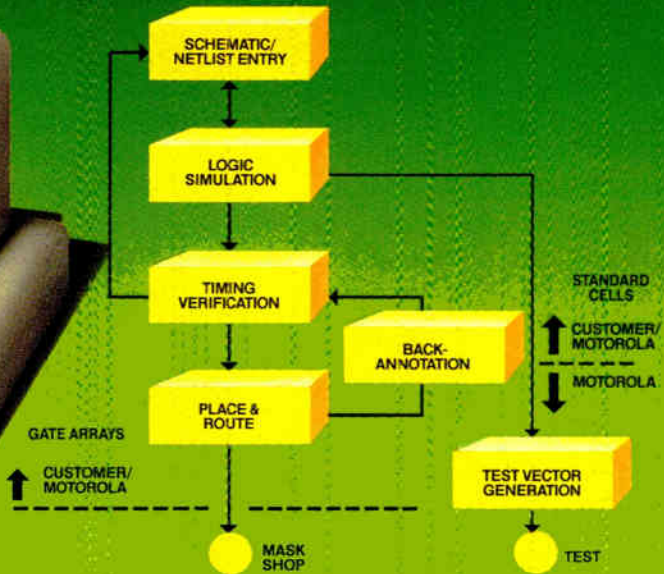 SCHEMATIC/
NETLIST ENTRY
LOGIC
SIMULATION
TIMING
VERIFICATION
STANDARD
CELLS
CUSTOMER/
MOTOROLA
BACK-
ANNOTATION
MOTOROLA
PLACE &
ROUTE
GATE ARRAYS
CUSTOMER/
MOTOROLA
TEST VECTOR
GENERATION
MASK
SHOP
TEST